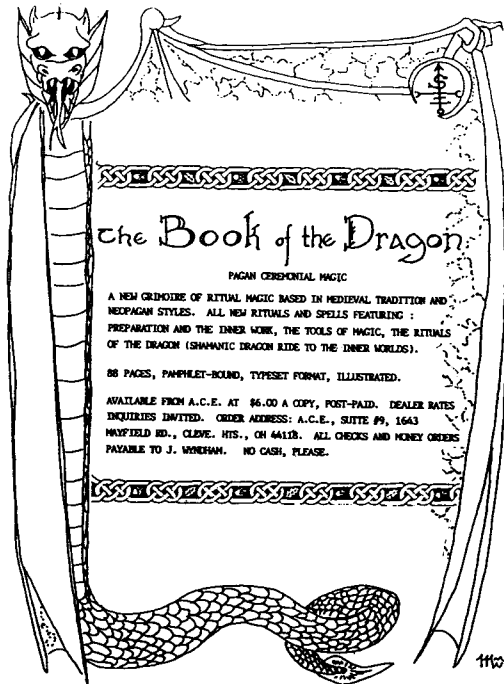 The Book of the Dragon
PAGAN CEREMONIAL MAGIC
A NEW GRIMOIRE OF RITUAL MAGIC BASED IN MEDIEVAL TRADITION AND
NEOPAGAN STYLES. ALL NEW RITUALS AND SPELLS FEATURING :
PREPARATION AND THE INNER WORK, THE TOOLS OF MAGIC, THE RITUALS
OF THE DRAGON (SHAMANIC DRAGON RIDE TO THE INNER WORLDS).
88 PAGES, PAMPHLET-BOUND, TYPESET FORMAT, ILLUSTRATED.
AVAILABLE FROM A.C.E. AT $6.00 A COPY, POST-PAID. DEALER RATES
INQUIRIES INVITED. ORDER ADDRESS: A.C.E., SUITE #9, 1643
MAYFIELD RD., CLEVE. HTS., OH 44118. ALL CHECKS AND MONEY ORDERS
PAYABLE TO J. WYNDHAM. NO CASH, PLEASE.